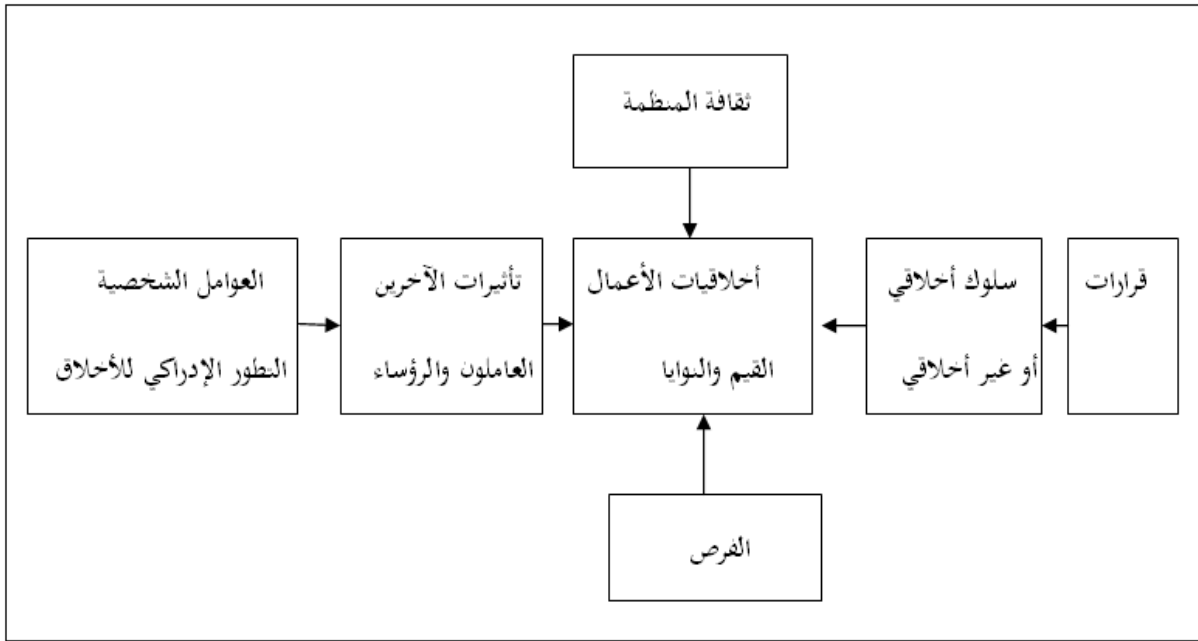 ثقافة المنظمة
قرارات
سلوك أخلاقي
أو غير أخلاقي
أخلاقيات الأعمال
القيم والنوايا
تأثيرات الآخرين
العاملون والرؤساء
العوامل الشخصية
التطور الإدراكي للأخلاق
الفرص